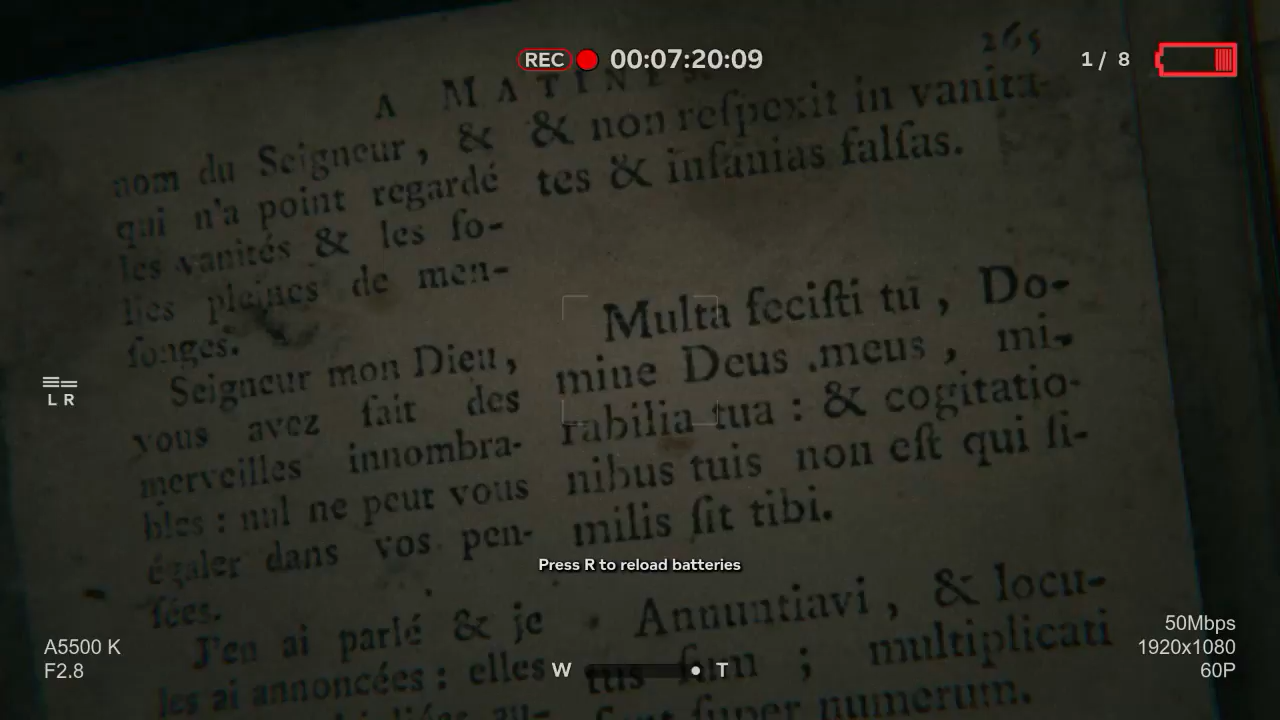 REC 00:07:20:09
1 / 8
265
A MATINES.
nom du Seigneur, &
qui n'a point regardé
les vanités & les fo-
lies pleines de men-
songes.
Seigneur mon Dieu,
vous avez fait des
merveilles innombra-
bles : nul ne peut vous
égaler dans vos pen-
sées.
J'en ai parlé & je
les ai annoncées : elles
& non reſpexit in vanita-
tes & inſanias falſas.
Multa feciſti tu, Do-
mine Deus meus, mi-
rabilia tua : & cogitatio-
nibus tuis non eſt qui ſi-
milis ſit tibi.
Annuntiavi, & locu-
tus ſum ; multiplicati
ſunt ſuper numerum.
L R
Press R to reload batteries
A5500 K
F2.8
W T
50Mbps
1920x1080
60P